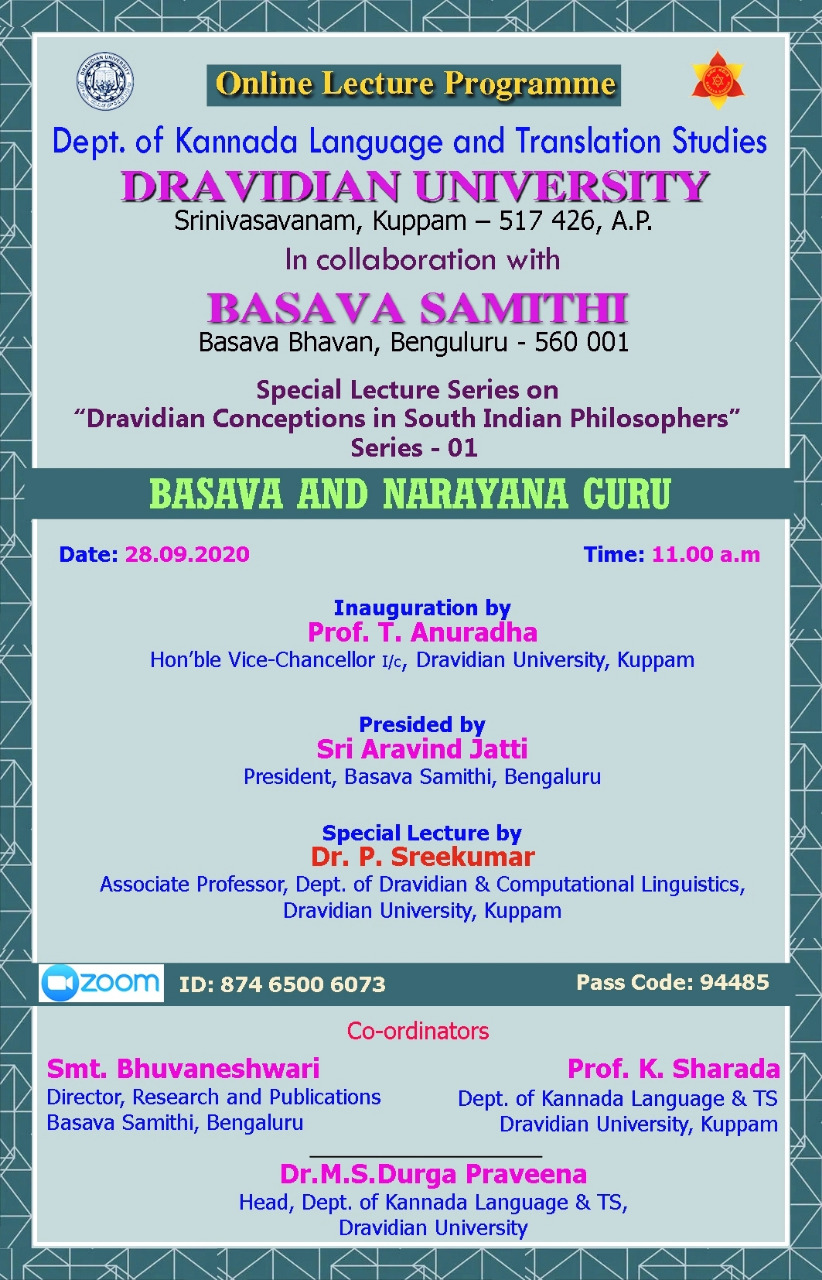 Online Lecture Programme
Dept. of Kannada Language and Translation Studies
DRAVIDIAN UNIVERSITY
Srinivasavanam, Kuppam – 517 426, A.P.
In collaboration with
BASAVA SAMITHI
Basava Bhavan, Benguluru - 560 001
Special Lecture Series on
“Dravidian Conceptions in South Indian Philosophers”
Series - 01
BASAVA AND NARAYANA GURU
Date: 28.09.2020 Time: 11.00 a.m
Inauguration by
Prof. T. Anuradha
Hon’ble Vice-Chancellor I/c, Dravidian University, Kuppam
Presided by
Sri Aravind Jatti
President, Basava Samithi, Bengaluru
Special Lecture by
Dr. P. Sreekumar
Associate Professor, Dept. of Dravidian & Computational Linguistics,
Dravidian University, Kuppam
zoom ID: 874 6500 6073 Pass Code: 94485
Co-ordinators
Smt. Bhuvaneshwari
Director, Research and Publications
Basava Samithi, Bengaluru
Prof. K. Sharada
Dept. of Kannada Language & TS
Dravidian University, Kuppam
Dr.M.S.Durga Praveena
Head, Dept. of Kannada Language & TS,
Dravidian University